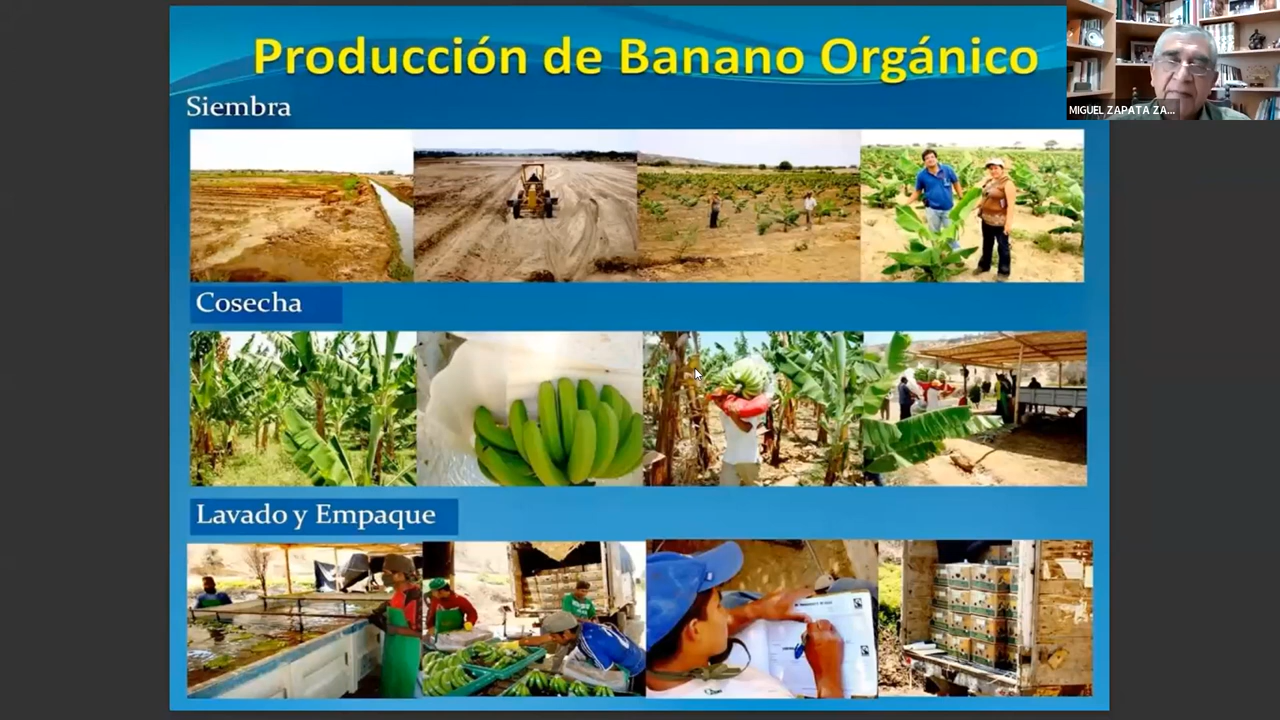 Producción de Banano Orgánico
MIGUEL ZAPATA ZA...
Siembra
Cosecha
Lavado y Empaque